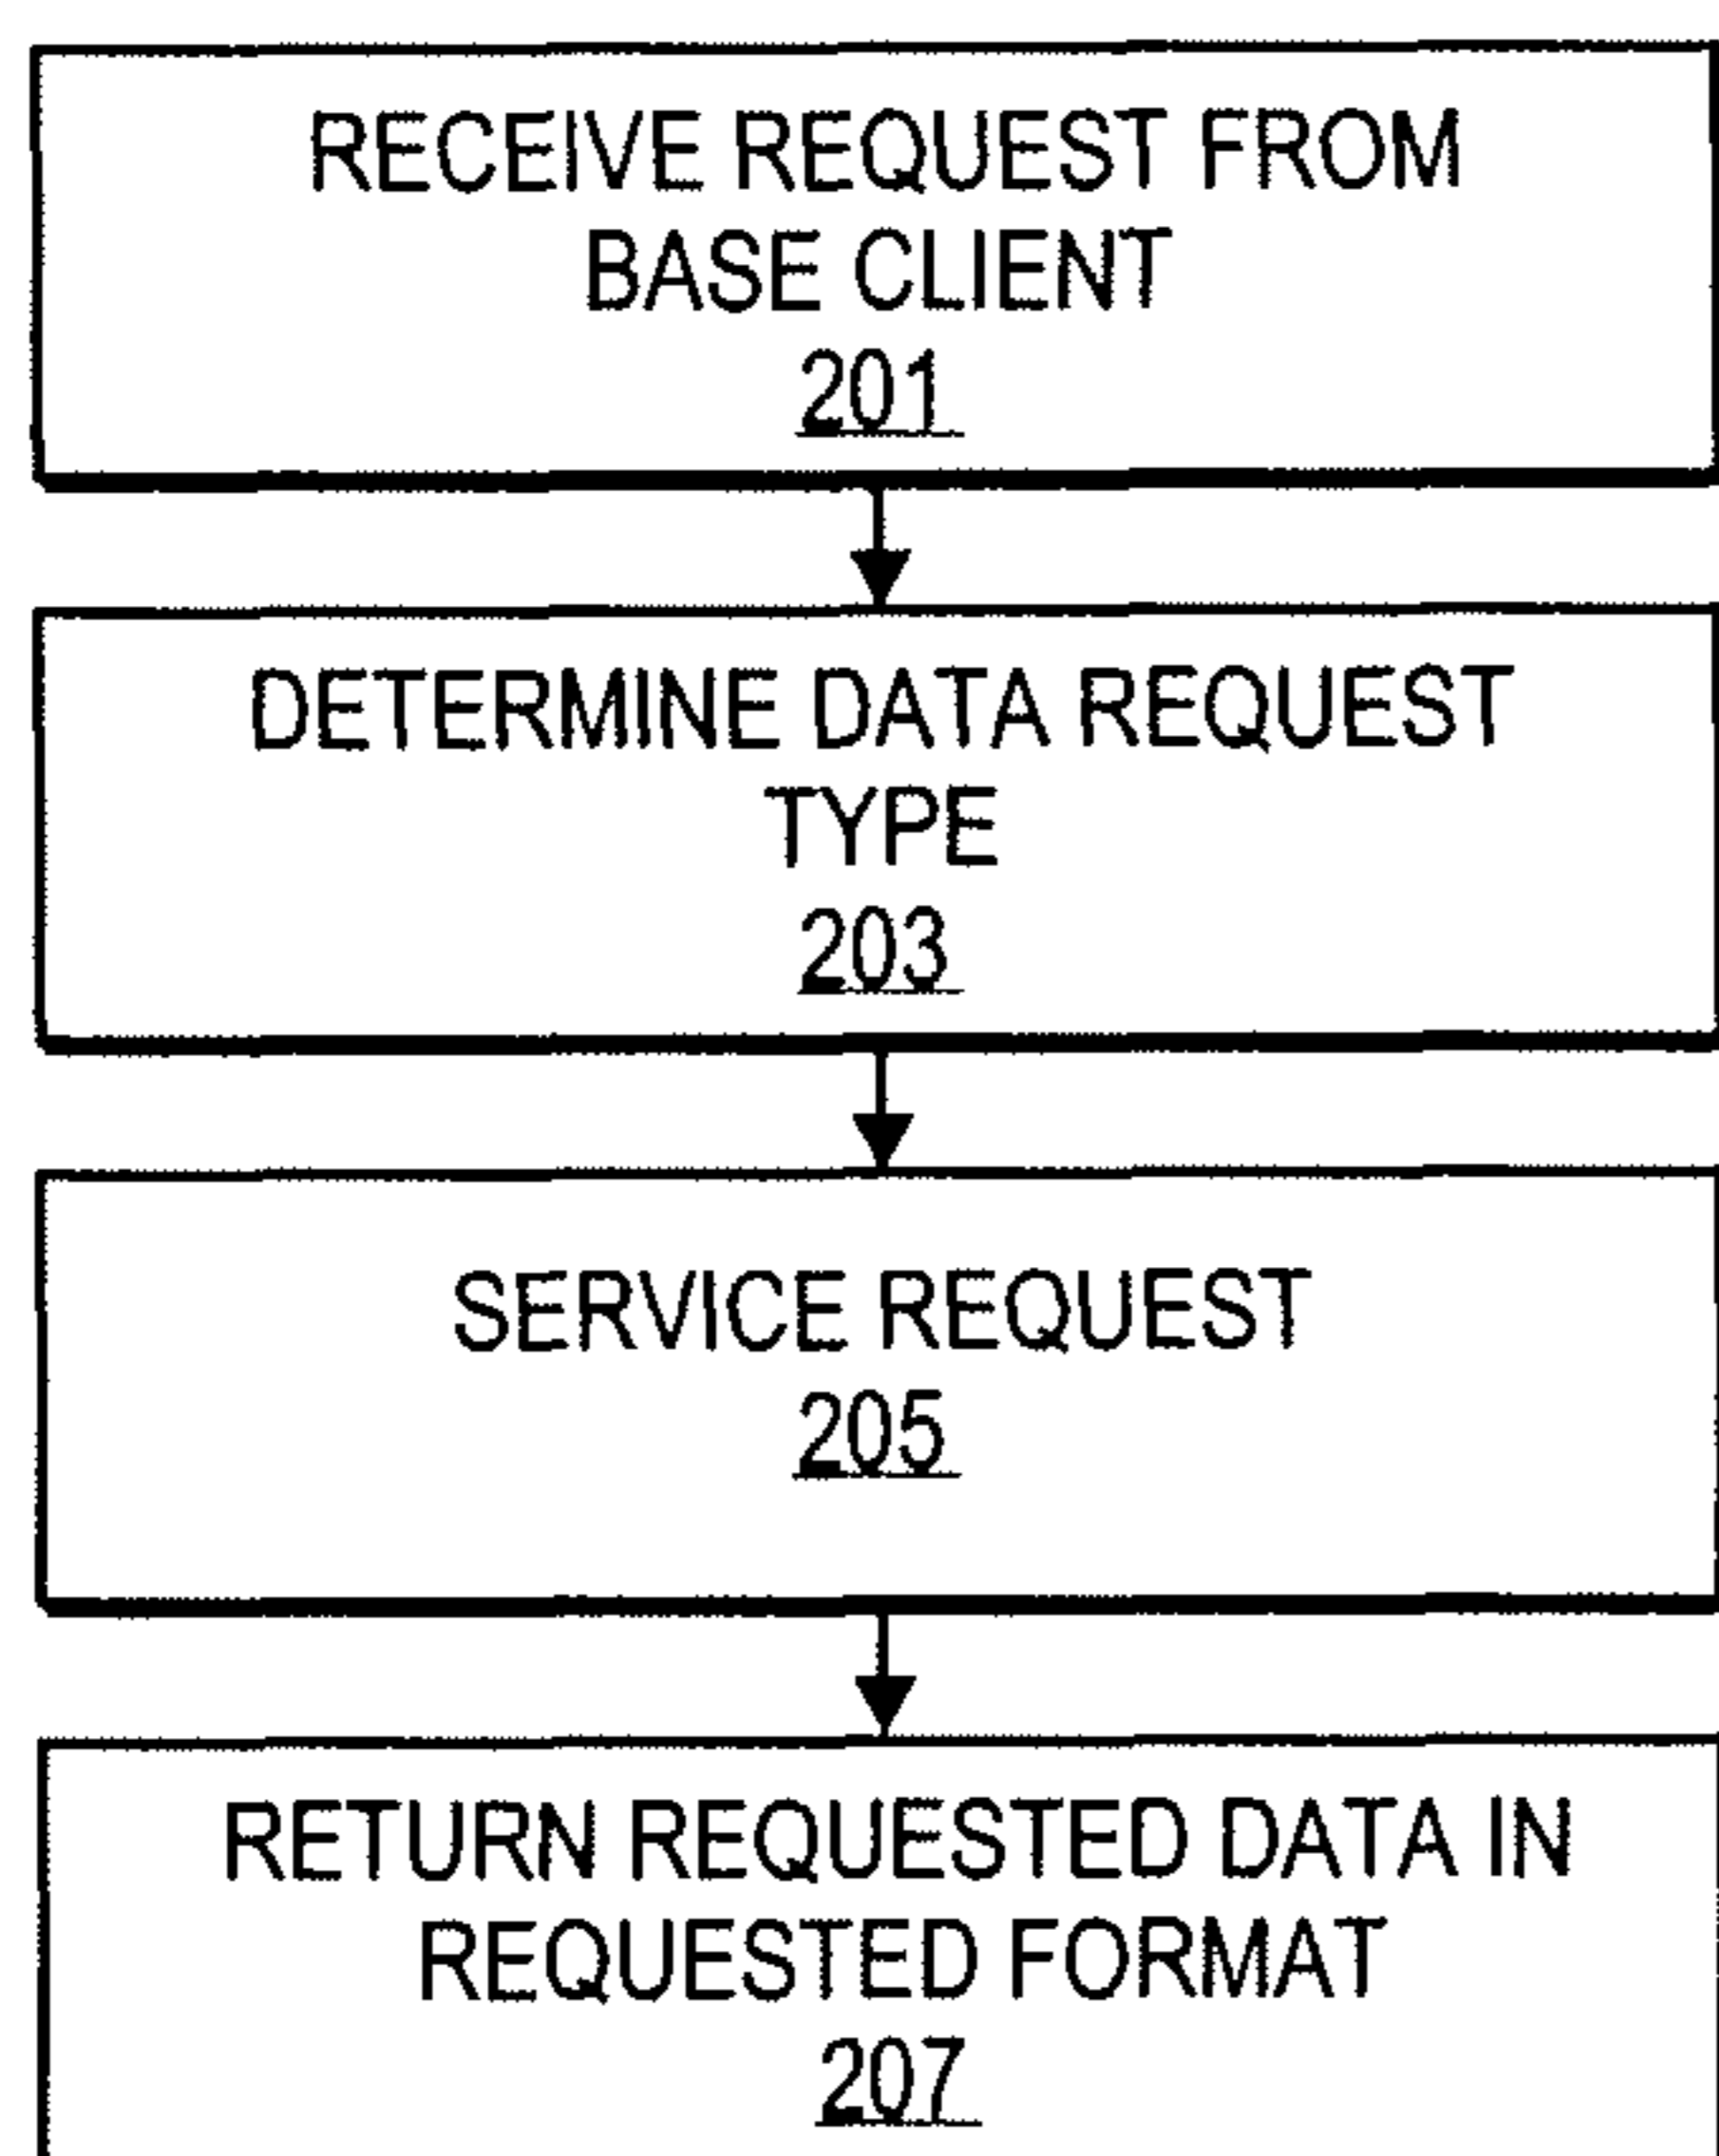 RECEIVE REQUEST FROM
BASE CLIENT
201
DETERMINE DATA REQUEST
TYPE
203
SERVICE REQUEST
205
RETURN REQUESTED DATA IN
REQUESTED FORMAT
207